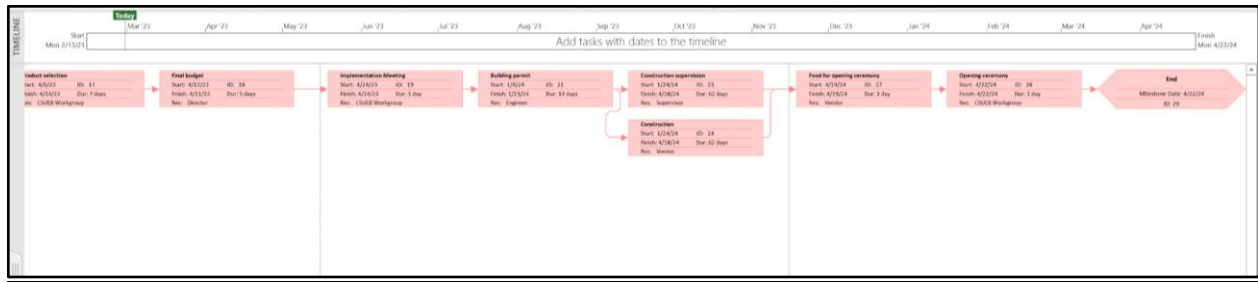 TIMELINE
Today
Mar '23 Apr '23 May '23 Jun '23 Jul '23 Aug '23 Sep '23 Oct '23 Nov '23 Dec '23 Jan '24 Feb '24 Mar '24 Apr '24
Start
Mon 2/13/23
Add tasks with dates to the timeline
Finish
Mon 4/22/24
roduct selection
tart: 4/6/23 ID: 17
inish: 4/14/23 Dur: 7 days
es: CSUEB Workgroup
Final budget
Start: 4/17/23 ID: 18
Finish: 4/21/23 Dur: 5 days
Res: Director
Implementation Meeting
Start: 4/24/23 ID: 19
Finish: 4/24/23 Dur: 1 day
Res: CSUEB Workgroup
Building permit
Start: 1/4/24 ID: 21
Finish: 1/23/24 Dur: 14 days
Res: Engineer
Construction supervision
Start: 1/24/24 ID: 23
Finish: 4/18/24 Dur: 62 days
Res: Supervisor
Construction
Start: 1/24/24 ID: 24
Finish: 4/18/24 Dur: 62 days
Res: Vendor
Food for opening ceremony
Start: 4/19/24 ID: 27
Finish: 4/19/24 Dur: 1 day
Res: Vendor
Opening ceremony
Start: 4/22/24 ID: 28
Finish: 4/22/24 Dur: 1 day
Res: CSUEB Workgroup
End
Milestone Date: 4/22/24
ID: 29